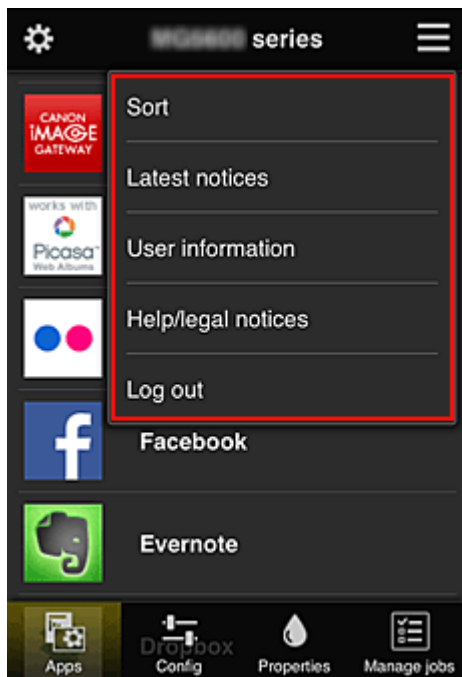 series
CANON
iMAGE
GATEWAY
Sort
works with
Picasa™
Web Albums
Latest notices
User information
Help/legal notices
Log out
Facebook
Evernote
Dropbox
Apps
Config
Properties
Manage jobs